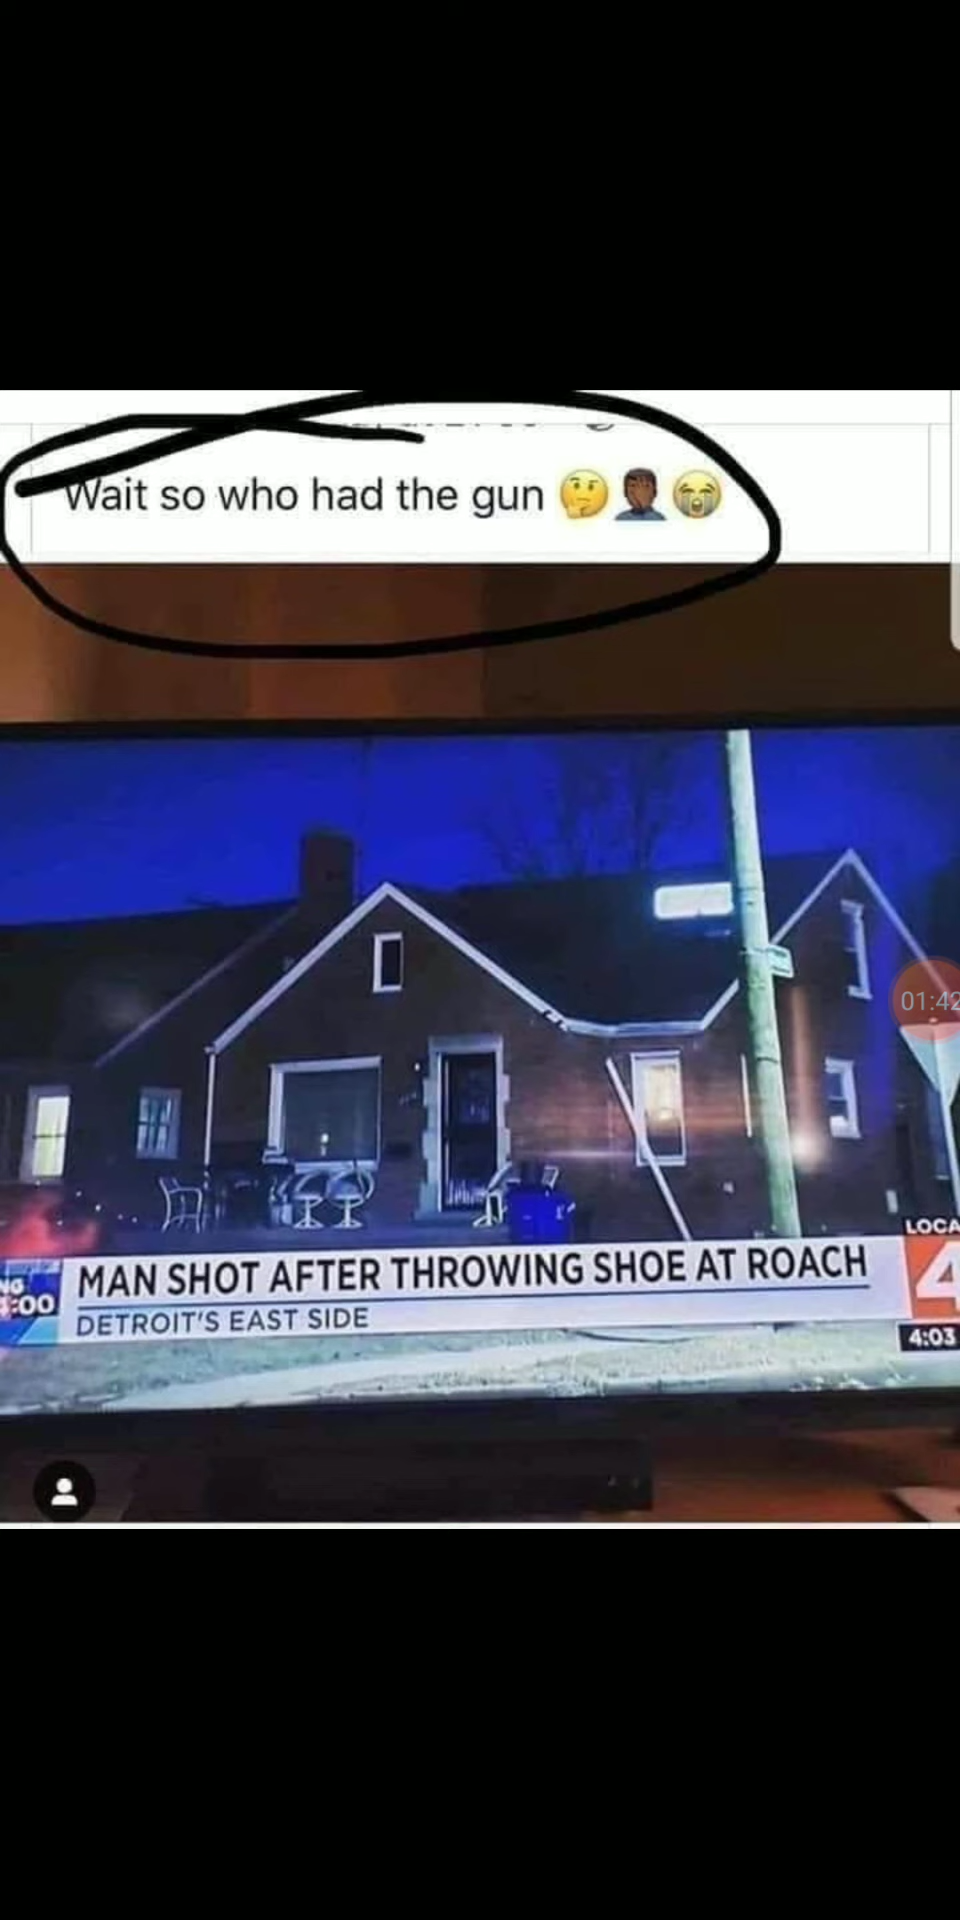 Wait so who had the gun 🤔🤦🏿‍♂️😭
01:42
LOCA
4
:00
MAN SHOT AFTER THROWING SHOE AT ROACH
DETROIT'S EAST SIDE
4:03